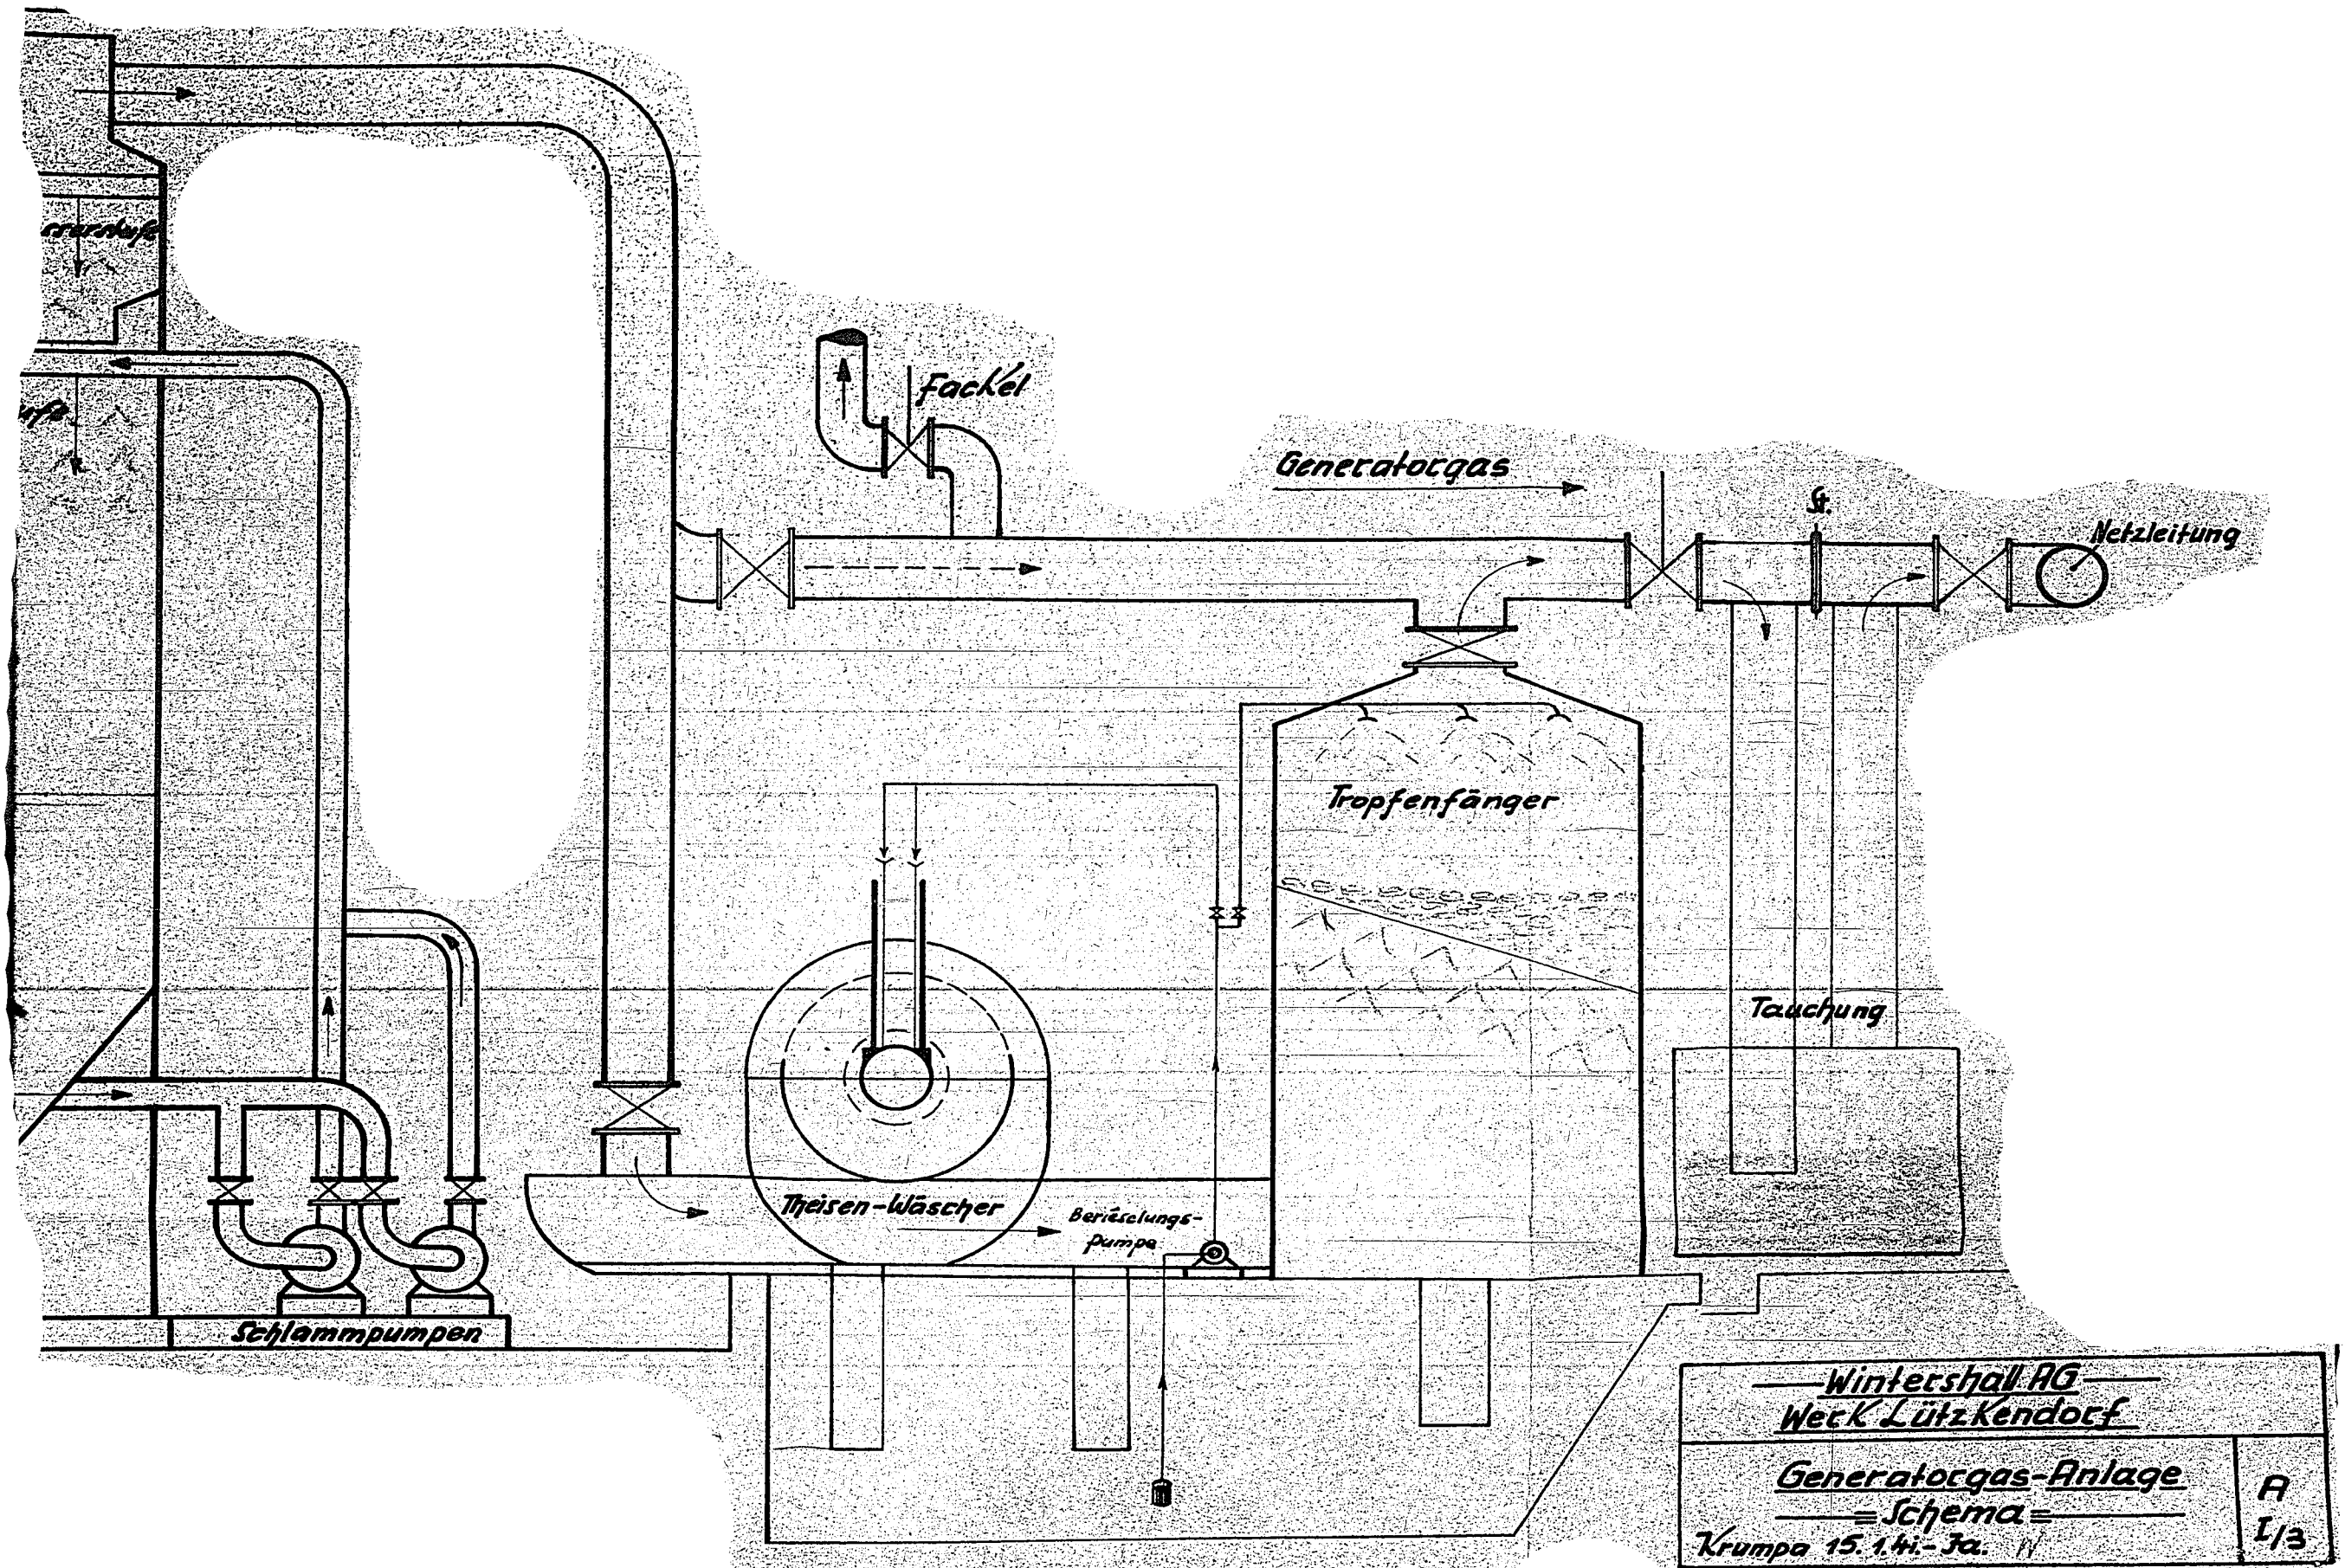 Fackel
Generatorgas
St.
Netzleitung
Tropfenfänger
Tauchung
Theisen-Wäscher
Berieselungs-
pumpe
Schlammpumpen
Wintershall AG
Werk Lützkendorf
Generatorgas-Anlage
= Schema =
Krumpa 15.1.41.-Ja.
A
I/3